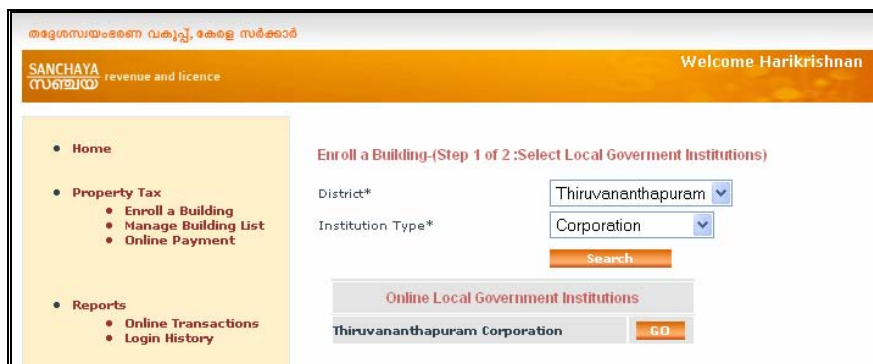 തദ്ദേശസ്വയംഭരണ വകുപ്പ്, കേരള സർക്കാർ
Welcome Harikrishnan
SANCHAYA
സഞ്ചയ
revenue and licence
Home
Property Tax
Enroll a Building
Manage Building List
Online Payment
Reports
Online Transactions
Login History
Enroll a Building-(Step 1 of 2 :Select Local Goverment Institutions)
District* Thiruvananthapuram
Institution Type* Corporation
Search
Online Local Government Institutions
Thiruvananthapuram Corporation GO